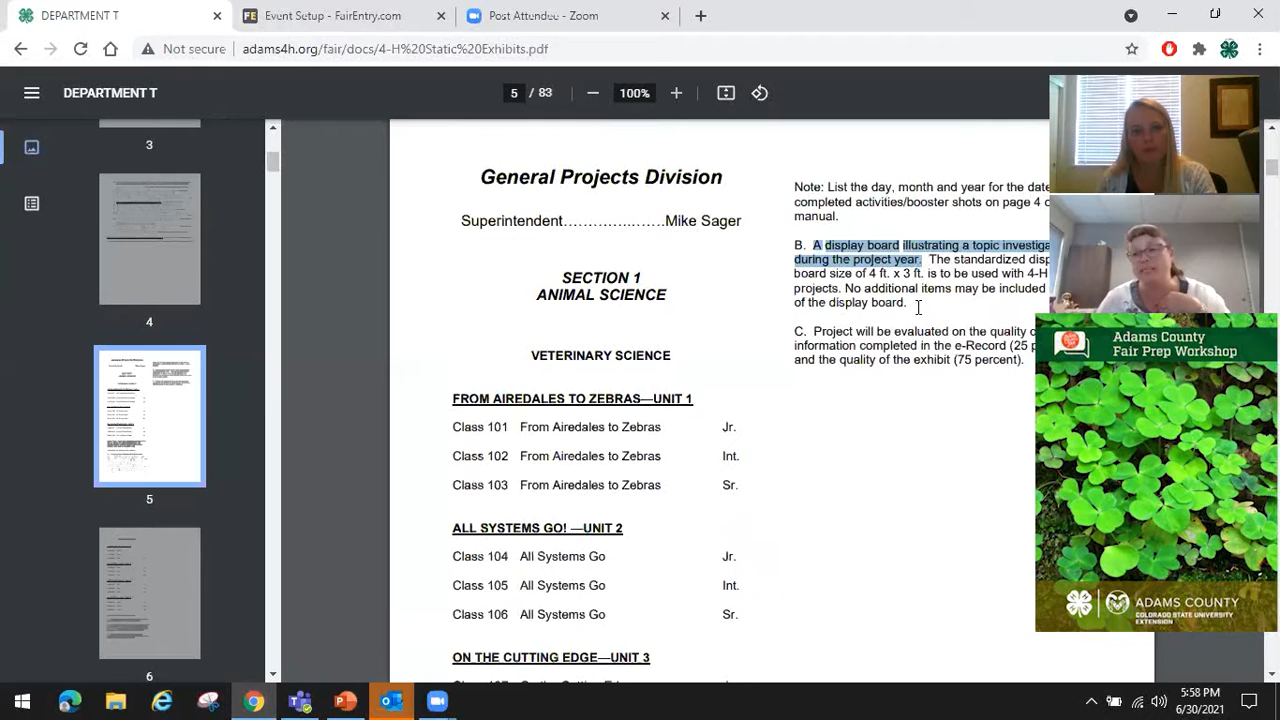 DEPARTMENT T
Event Setup - FairEntry.com
Post Attendee - Zoom
Not secure
adams4h.org/fair/docs/4-H%20Static%20Exhibits.pdf
DEPARTMENT T
5 / 83
100%
3
4
5
6
General Projects Division
Superintendent………………….Mike Sager
SECTION 1
ANIMAL SCIENCE
VETERINARY SCIENCE
FROM AIREDALES TO ZEBRAS—UNIT 1
Class 101 From Airedales to Zebras Jr.
Class 102 From Airedales to Zebras Int.
Class 103 From Airedales to Zebras Sr.
ALL SYSTEMS GO! —UNIT 2
Class 104 All Systems Go Jr.
Class 105 All Systems Go Int.
Class 106 All Systems Go Sr.
ON THE CUTTING EDGE—UNIT 3
Note: List the day, month and year for the date
completed activities/booster shots on page 4
manual.
B. A display board illustrating a topic
during the project year. The standardized
board size of 4 ft. x 3 ft. is to be used with 4-H
projects. No additional items may be included
of the display board.
C. Project will be evaluated on the quality
information completed in the e-Record (25
and the quality of the exhibit (75 percent).
Adams County
Fair Prep Workshop
ADAMS COUNTY
COLORADO STATE UNIVERSITY
EXTENSION
5:58 PM
6/30/2021